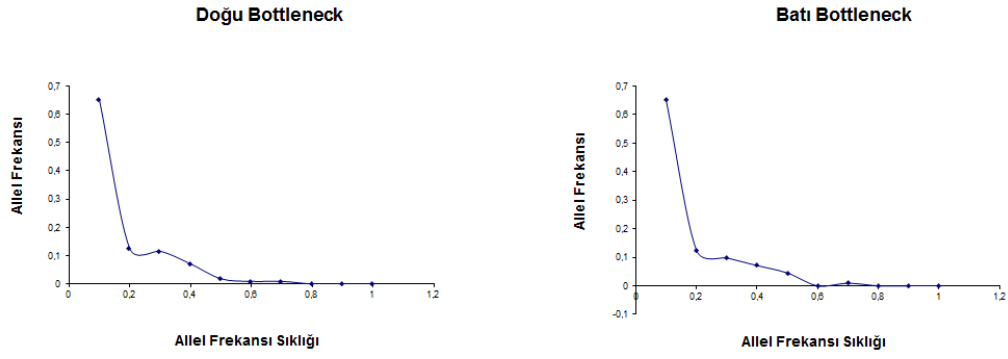 Doğu Bottleneck
0,7
0,6
0,5
0,4
0,3
0,2
0,1
0
0 0,2 0,4 0,6 0,8 1 1,2
Allel Frekansı
Allel Frekansı Sıklığı
Batı Bottleneck
0,7
0,6
0,5
0,4
0,3
0,2
0,1
0
-0,1
0 0,2 0,4 0,6 0,8 1 1,2
Allel Frekansı
Allel Frekansı Sıklığı